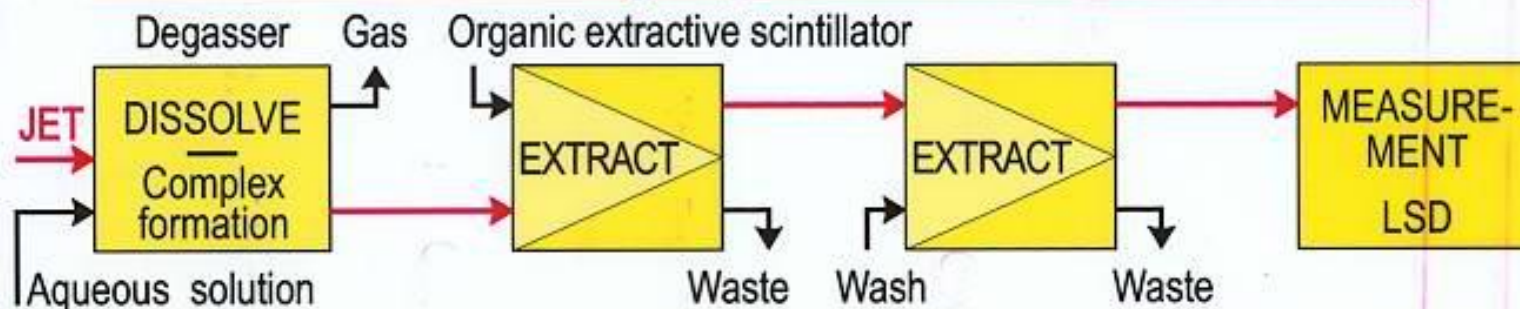 Degasser
Gas
Organic extractive scintillator
JET
DISSOLVE
Complex
formation
Aqueous solution
EXTRACT
Waste
EXTRACT
Wash
Waste
MEASURE-
MENT
LSD